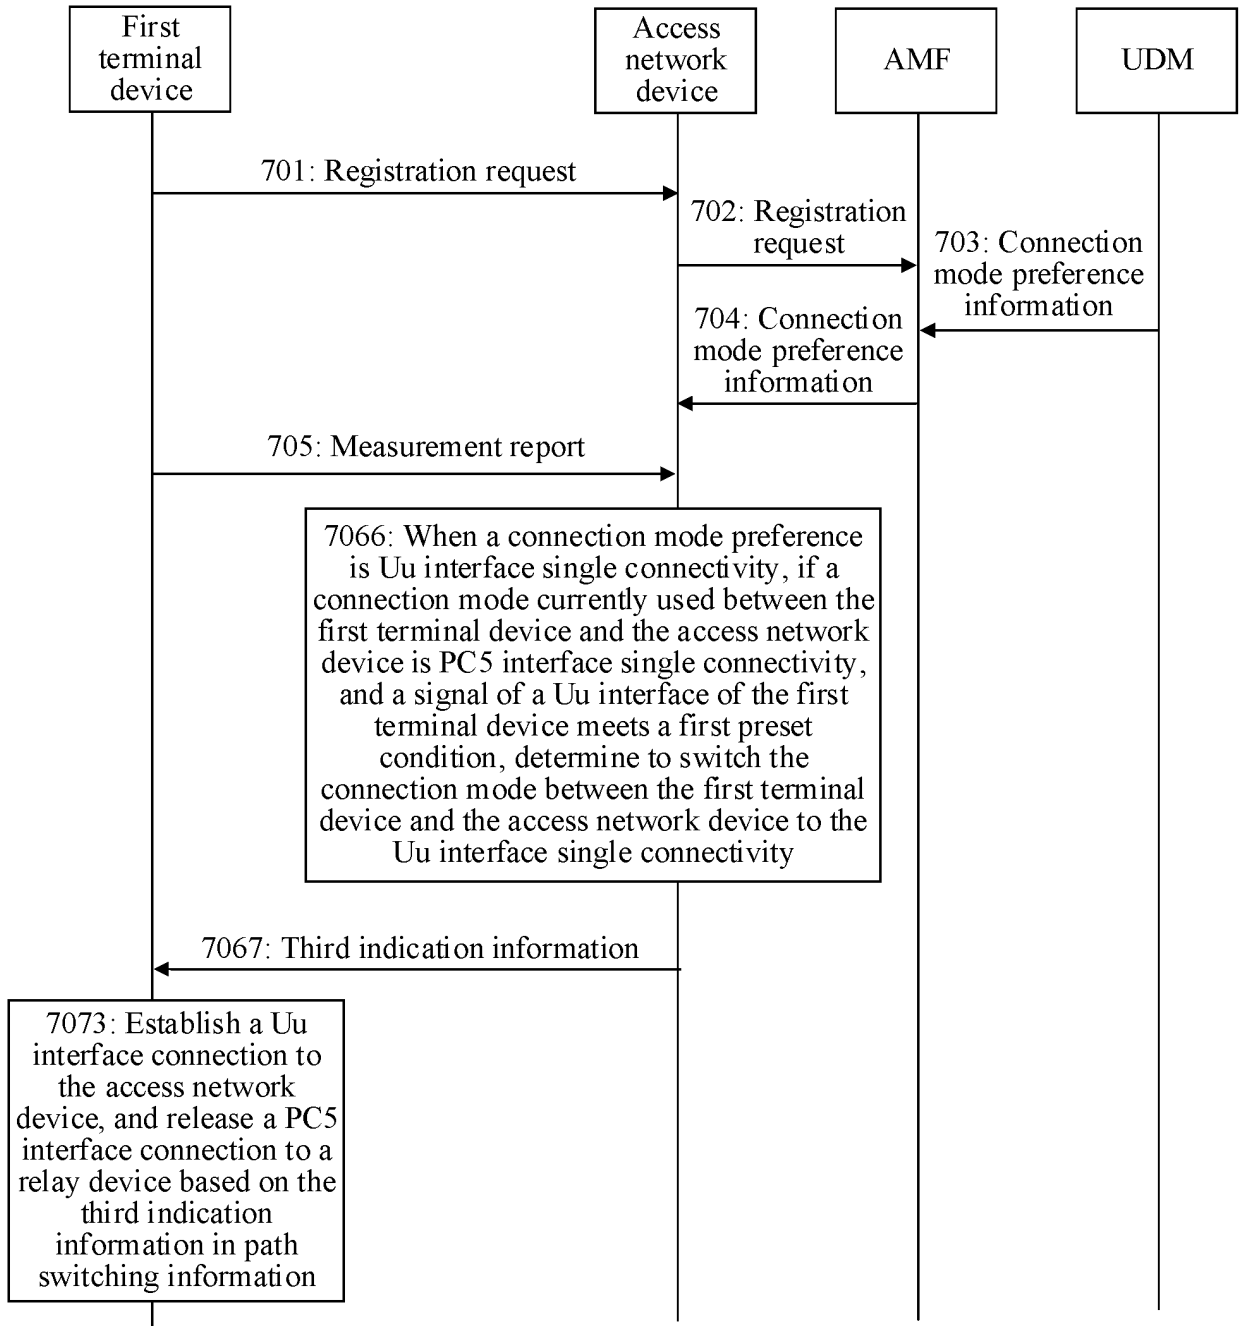 First
terminal
device
Access
network
device
AMF
UDM
701: Registration request
702: Registration
request
703: Connection
mode preference
information
704: Connection
mode preference
information
705: Measurement report
7066: When a connection mode preference
is Uu interface single connectivity, if a
connection mode currently used between the
first terminal device and the access network
device is PC5 interface single connectivity,
and a signal of a Uu interface of the first
terminal device meets a first preset
condition, determine to switch the
connection mode between the first terminal
device and the access network device to the
Uu interface single connectivity
7067: Third indication information
7073: Establish a Uu
interface connection to
the access network
device, and release a PC5
interface connection to a
relay device based on the
third indication
information in path
switching information